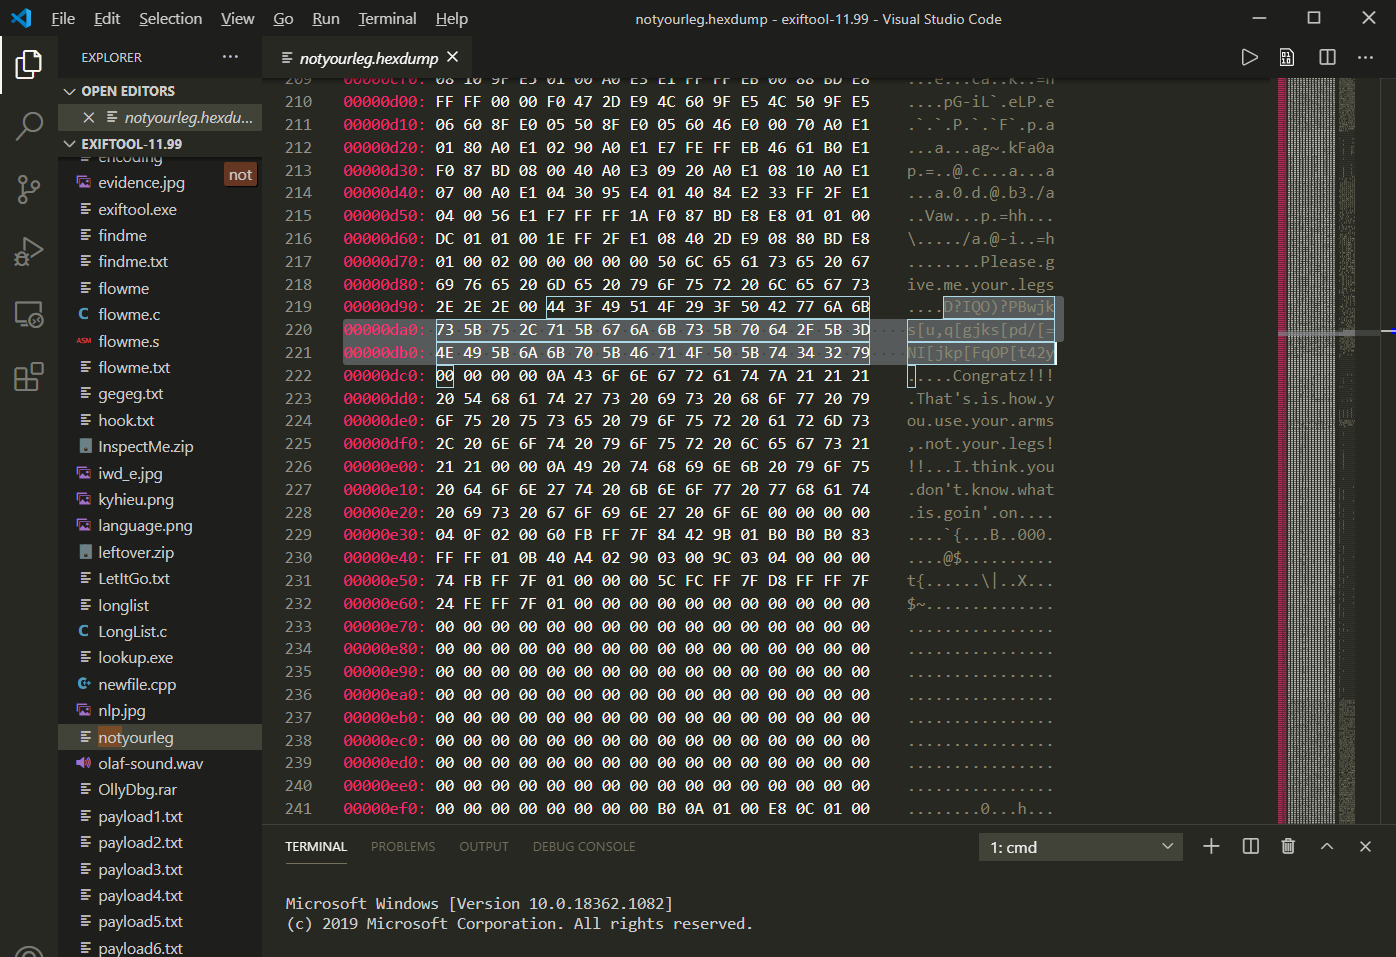 File Edit Selection View Go Run Terminal Help notyourleg.hexdump - exiftool-11.99 - Visual Studio Code
EXPLORER
OPEN EDITORS
notyourleg.hexdu...
EXIFTOOL-11.99
encoding
not
evidence.jpg
exiftool.exe
findme
findme.txt
flowme
C flowme.c
ASM flowme.s
flowme.txt
gegeg.txt
hook.txt
InspectMe.zip
iwd_e.jpg
kyhieu.png
language.png
leftover.zip
LetItGo.txt
longlist
C LongList.c
lookup.exe
newfile.cpp
nlp.jpg
notyourleg
olaf-sound.wav
OllyDbg.rar
payload1.txt
payload2.txt
payload3.txt
payload4.txt
payload5.txt
payload6.txt
notyourleg.hexdump
209 00000cf0: 08 10 9F E5 01 00 A0 E3 E1 FF FF EB 00 88 BD E8 ...e...ca..k..=h
210 00000d00: FF FF 00 00 F0 47 2D E9 4C 60 9F E5 4C 50 9F E5 ....pG-iL`.eLP.e
211 00000d10: 06 60 8F E0 05 50 8F E0 05 60 46 E0 00 70 A0 E1 .`.`.P.`.`F`.p.a
212 00000d20: 01 80 A0 E1 02 90 A0 E1 E7 FE FF EB 46 61 B0 E1 ...a...ag~.kFa0a
213 00000d30: F0 87 BD 08 00 40 A0 E3 09 20 A0 E1 08 10 A0 E1 p.=..@.c...a...a
214 00000d40: 07 00 A0 E1 04 30 95 E4 01 40 84 E2 33 FF 2F E1 ...a.0.d.@.b3./a
215 00000d50: 04 00 56 E1 F7 FF FF 1A F0 87 BD E8 E8 01 01 00 ..Vaw...p.=hh...
216 00000d60: DC 01 01 00 1E FF 2F E1 08 40 2D E9 08 80 BD E8 \...../a.@-i..=h
217 00000d70: 01 00 02 00 00 00 00 00 50 6C 65 61 73 65 20 67 ........Please.g
218 00000d80: 69 76 65 20 6D 65 20 79 6F 75 72 20 6C 65 67 73 ive.me.your.legs
219 00000d90: 2E 2E 2E 00 44 3F 49 51 4F 29 3F 50 42 77 6A 6B ....D?IQO)?PBwjk
220 00000da0: 73 5B 75 2C 71 5B 67 6A 6B 73 5B 70 64 2F 5B 3D s[u,q[gjks[pd/[=
221 00000db0: 4E 49 5B 6A 6B 70 5B 46 71 4F 50 5B 74 34 32 79 NI[jkp[FqOP[t42y
222 00000dc0: 00 00 00 00 0A 43 6F 6E 67 72 61 74 7A 21 21 21 .....Congratz!!!
223 00000dd0: 20 54 68 61 74 27 73 20 69 73 20 68 6F 77 20 79 .That's.is.how.y
224 00000de0: 6F 75 20 75 73 65 20 79 6F 75 72 20 61 72 6D 73 ou.use.your.arms
225 00000df0: 2C 20 6E 6F 74 20 79 6F 75 72 20 6C 65 67 73 21 ,.not.your.legs!
226 00000e00: 21 21 00 00 0A 49 20 74 68 69 6E 6B 20 79 6F 75 !!...I.think.you
227 00000e10: 20 64 6F 6E 27 74 20 6B 6E 6F 77 20 77 68 61 74 .don't.know.what
228 00000e20: 20 69 73 20 67 6F 69 6E 27 20 6F 6E 00 00 00 00 .is.goin'.on....
229 00000e30: 04 0F 02 00 60 FB FF 7F 84 42 9B 01 B0 B0 B0 83 ....`{...B..000.
230 00000e40: FF FF 01 0B 40 A4 02 90 03 00 9C 03 04 00 00 00 ....@$..........
231 00000e50: 74 FB FF 7F 01 00 00 00 5C FC FF 7F D8 FF FF 7F t{......\|..X...
232 00000e60: 24 FE FF 7F 01 00 00 00 00 00 00 00 00 00 00 00 $~..............
233 00000e70: 00 00 00 00 00 00 00 00 00 00 00 00 00 00 00 00 ................
234 00000e80: 00 00 00 00 00 00 00 00 00 00 00 00 00 00 00 00 ................
235 00000e90: 00 00 00 00 00 00 00 00 00 00 00 00 00 00 00 00 ................
236 00000ea0: 00 00 00 00 00 00 00 00 00 00 00 00 00 00 00 00 ................
237 00000eb0: 00 00 00 00 00 00 00 00 00 00 00 00 00 00 00 00 ................
238 00000ec0: 00 00 00 00 00 00 00 00 00 00 00 00 00 00 00 00 ................
239 00000ed0: 00 00 00 00 00 00 00 00 00 00 00 00 00 00 00 00 ................
240 00000ee0: 00 00 00 00 00 00 00 00 00 00 00 00 00 00 00 00 ................
241 00000ef0: 00 00 00 00 00 00 00 00 B0 0A 01 00 E8 0C 01 00 ........0...h...
TERMINAL PROBLEMS OUTPUT DEBUG CONSOLE 1: cmd
Microsoft Windows [Version 10.0.18362.1082]
(c) 2019 Microsoft Corporation. All rights reserved.